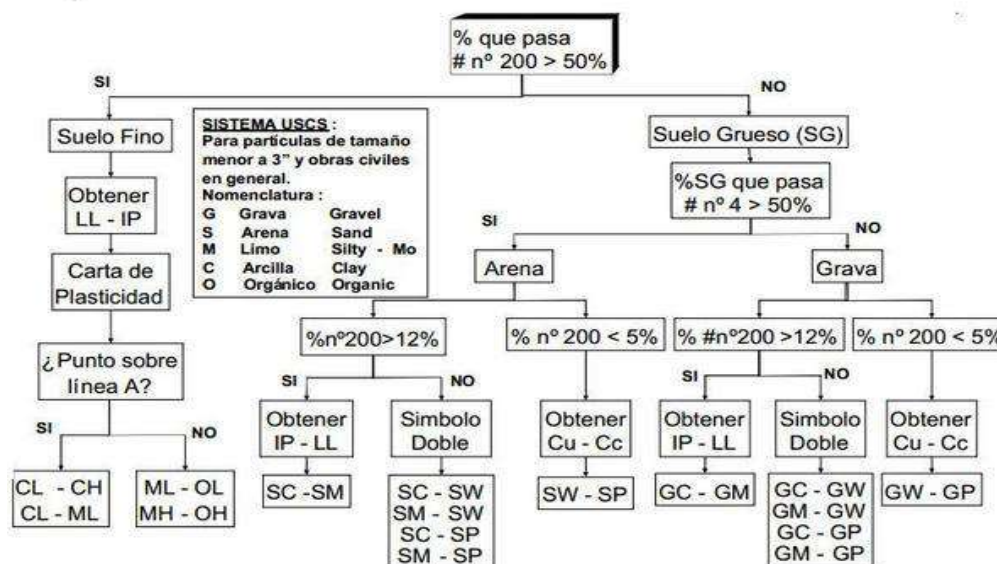 % que pasa
# nº 200 > 50%
SI
NO
Suelo Fino
SISTEMA USCS :
Para partículas de tamaño
menor a 3" y obras civiles
en general.
Nomenclatura :
G Grava Gravel
S Arena Sand
M Limo Silty - Mo
C Arcilla Clay
O Orgánico Organic
Suelo Grueso (SG)
Obtener
LL - IP
%SG que pasa
# nº 4 > 50%
SI
NO
Carta de
Plasticidad
Arena
Grava
¿Punto sobre
línea A?
%nº200>12%
% nº 200 < 5%
% #nº200 >12%
% nº 200 < 5%
SI
NO
SI
NO
Obtener
IP - LL
Simbolo
Doble
Obtener
Cu - Cc
Obtener
IP - LL
Simbolo
Doble
Obtener
Cu - Cc
SI
NO
CL - CH
CL - ML
ML - OL
MH - OH
SC -SM
SC - SW
SM - SW
SC - SP
SM - SP
SW - SP
GC - GM
GC - GW
GM - GW
GC - GP
GM - GP
GW - GP